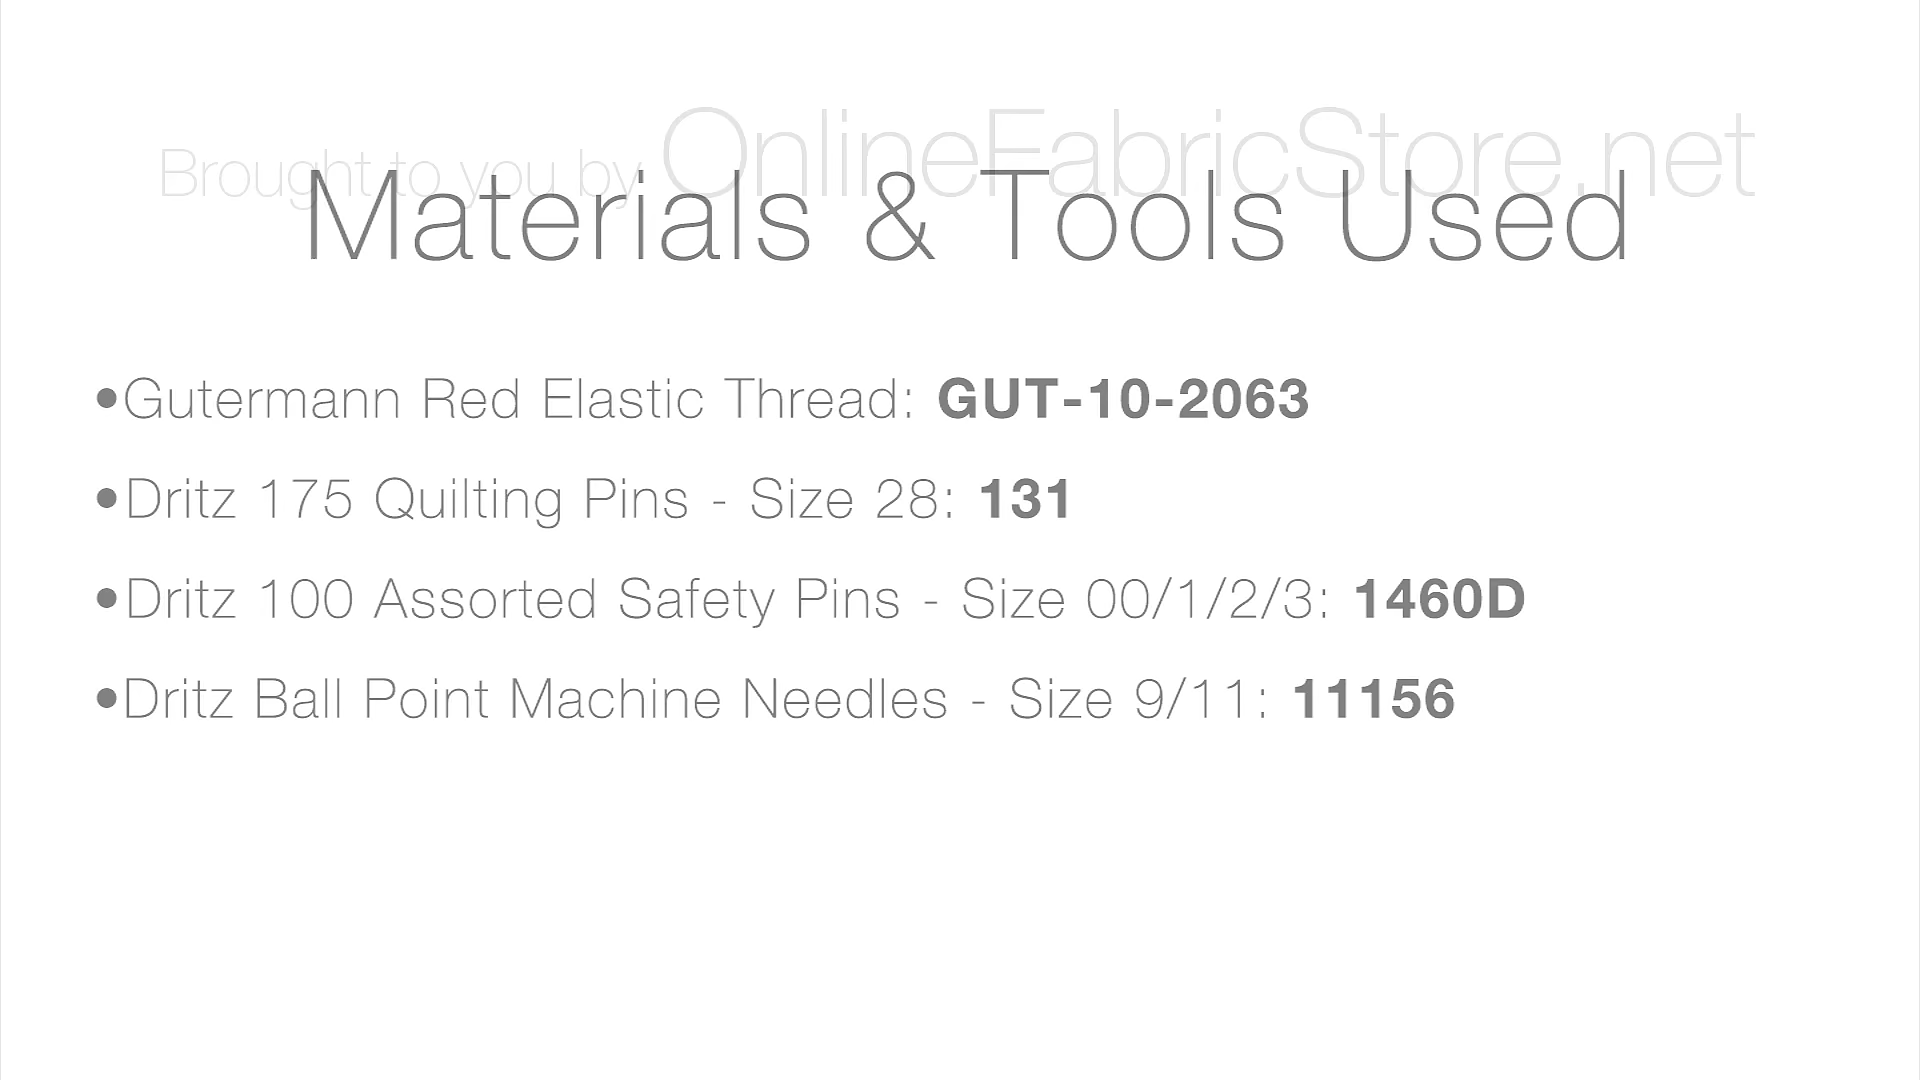 Brought to you by OnlineFabricStore.net
Materials & Tools Used
•Gutermann Red Elastic Thread: GUT-10-2063
•Dritz 175 Quilting Pins - Size 28: 131
•Dritz 100 Assorted Safety Pins - Size 00/1/2/3: 1460D
•Dritz Ball Point Machine Needles - Size 9/11: 11156